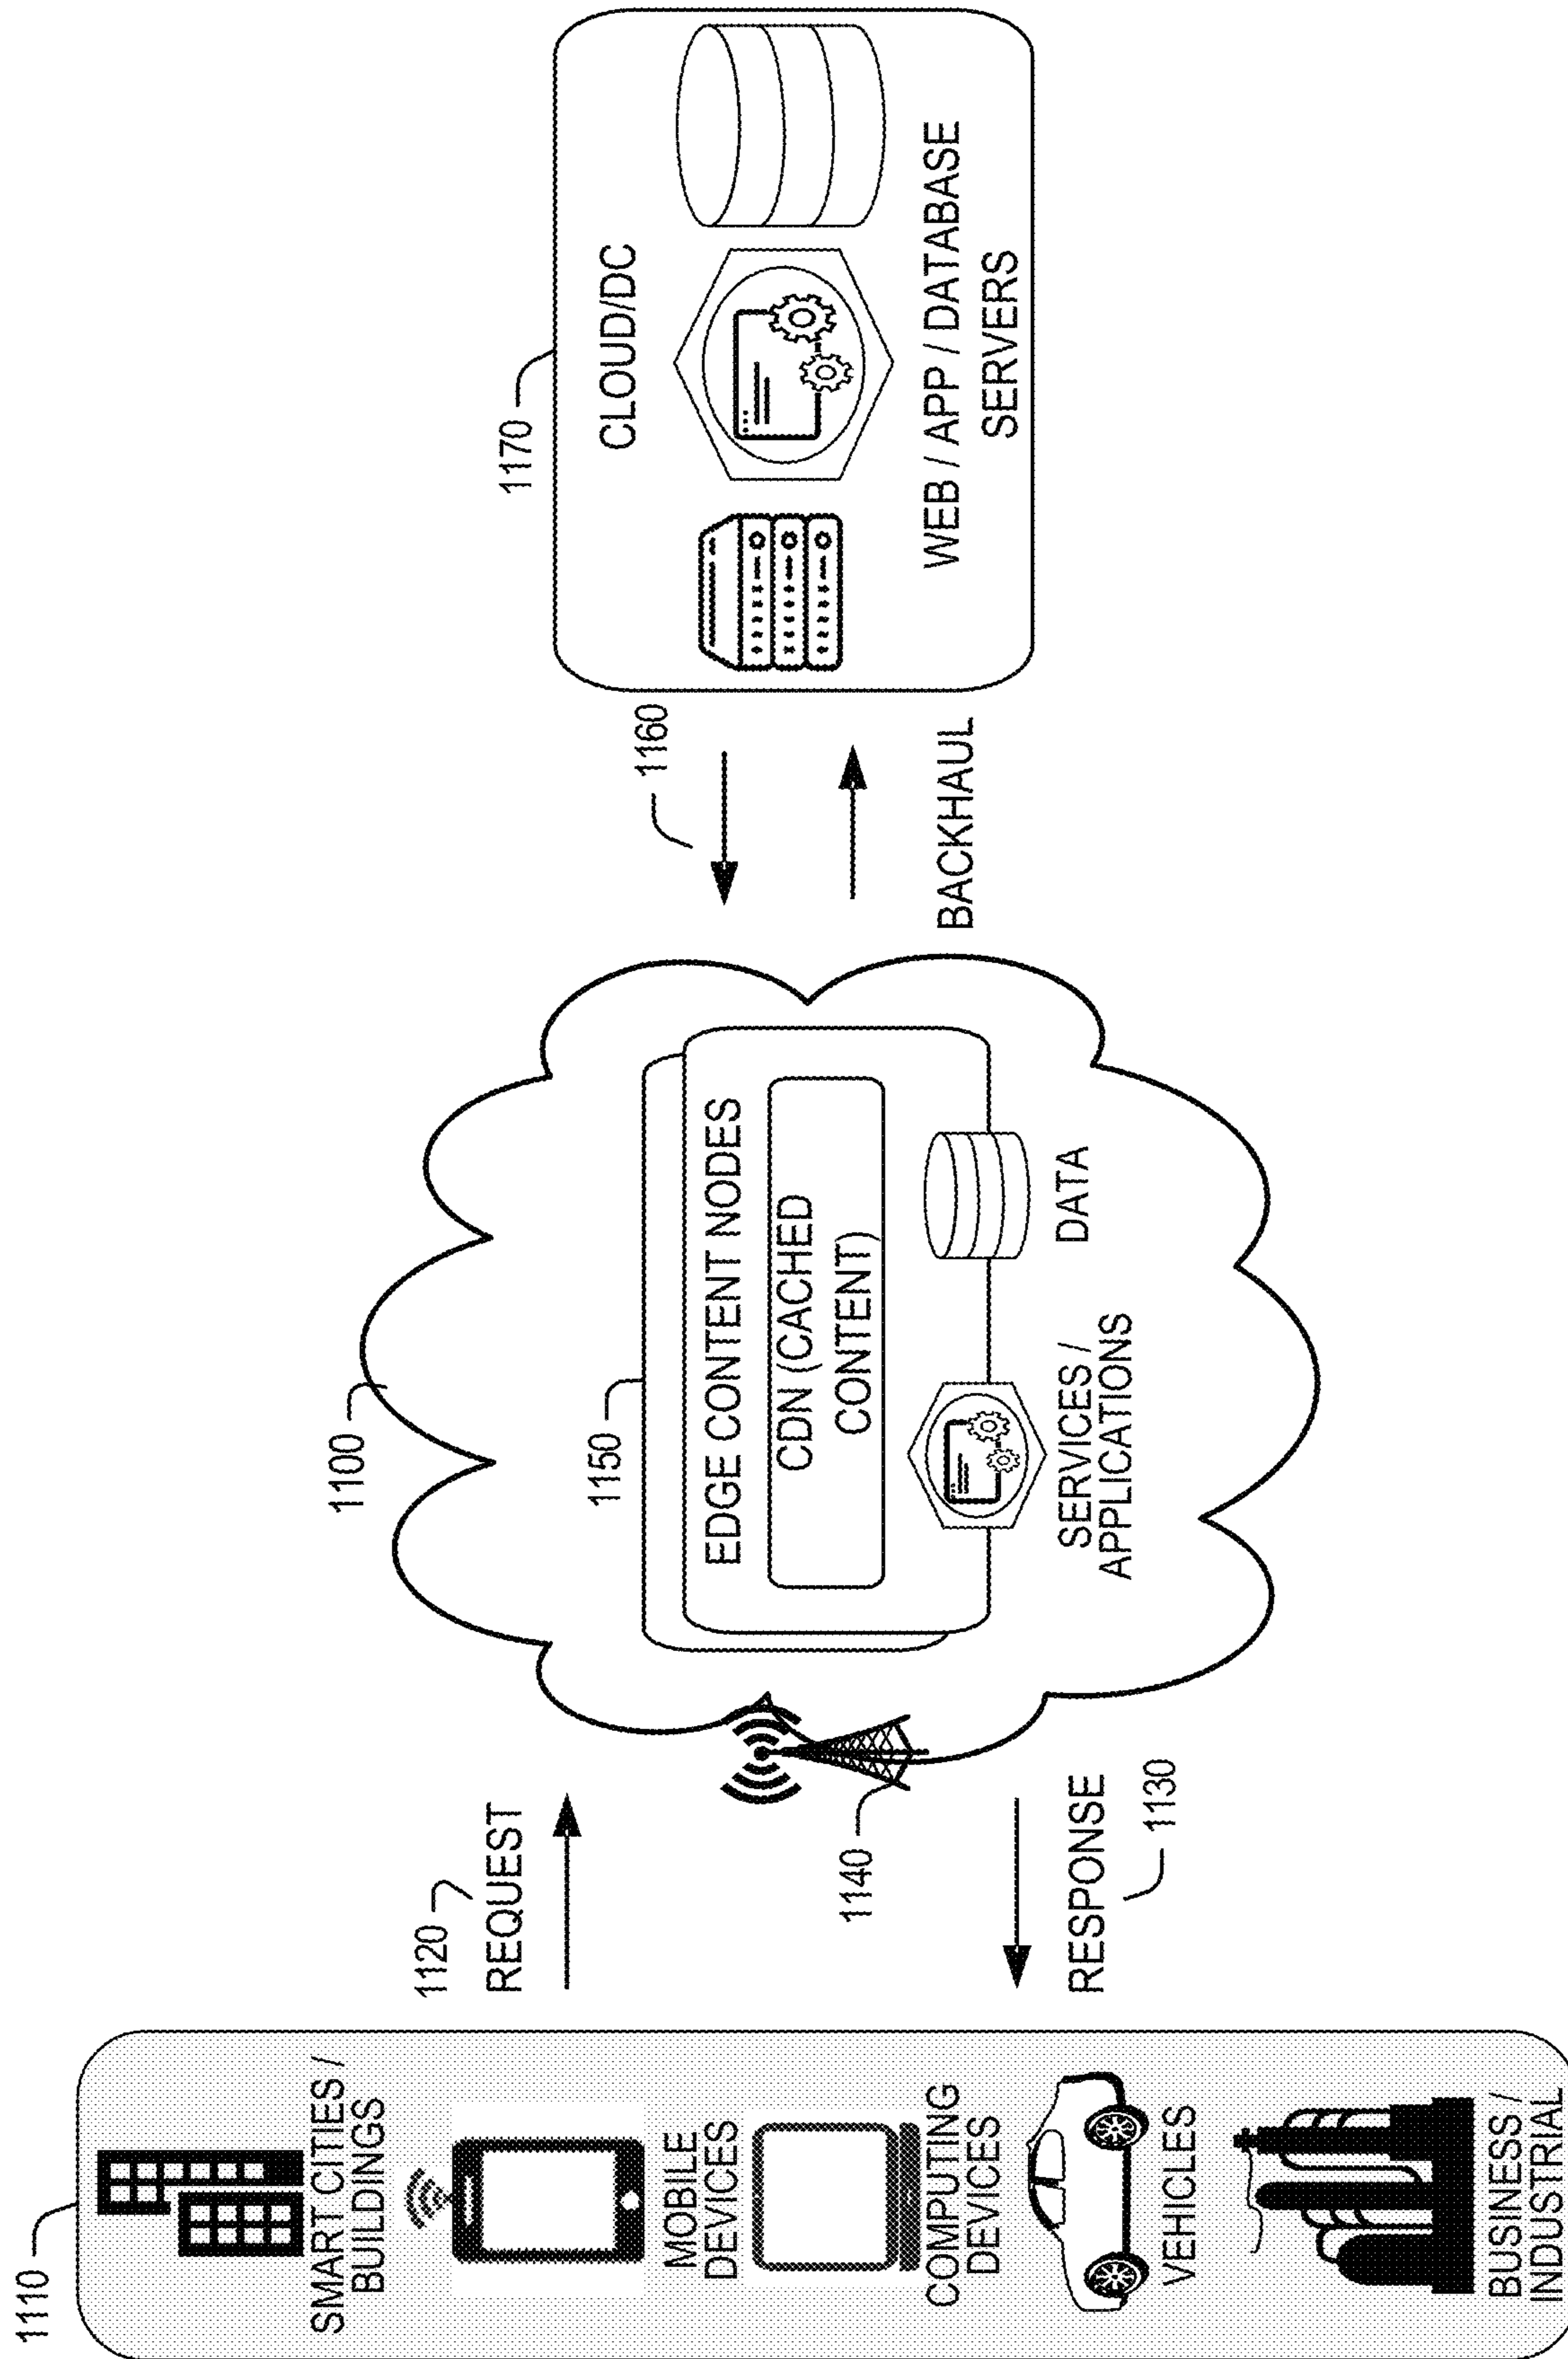 1110
SMART CITIES /
BUILDINGS
MOBILE
DEVICES
COMPUTING
DEVICES
VEHICLES
BUSINESS /
INDUSTRIAL
1120
REQUEST
RESPONSE
1130
1140
1100
1150
EDGE CONTENT NODES
CDN (CACHED
CONTENT)
SERVICES /
APPLICATIONS
DATA
1160
BACKHAUL
1170
CLOUD/DC
WEB / APP / DATABASE
SERVERS